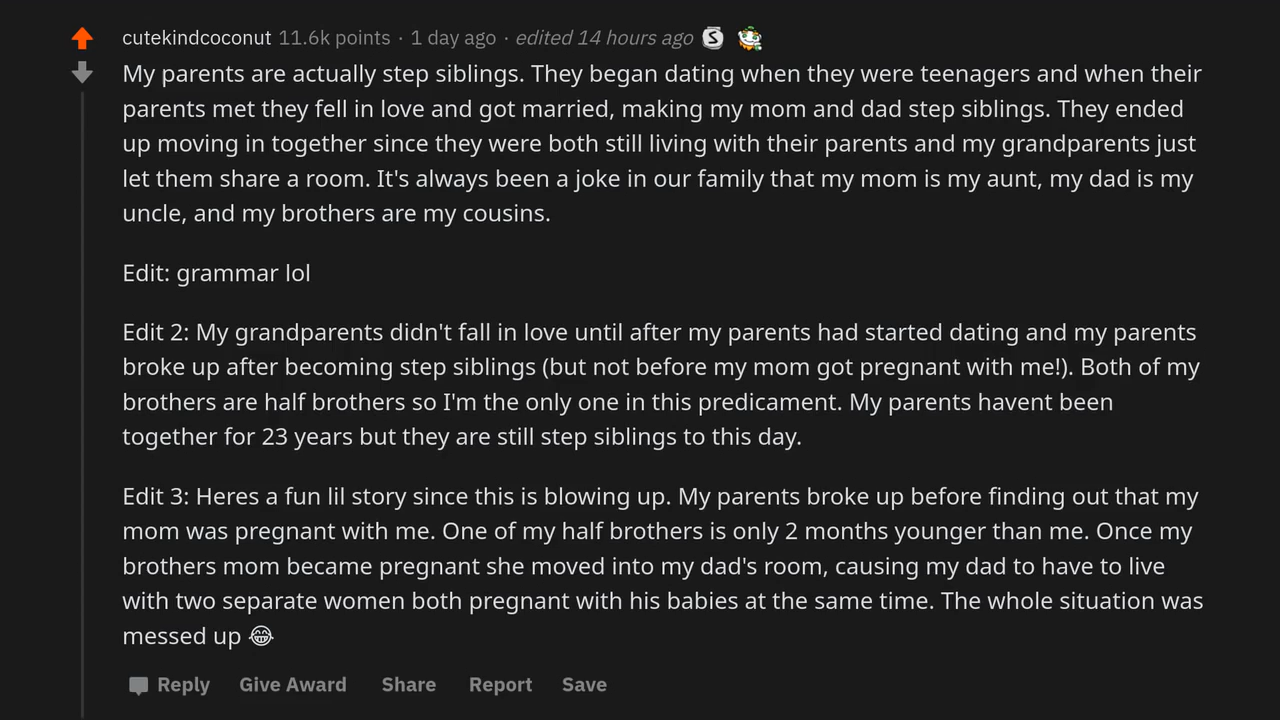 cutekindcoconut 11.6k points · 1 day ago · edited 14 hours ago S
My parents are actually step siblings. They began dating when they were teenagers and when their
parents met they fell in love and got married, making my mom and dad step siblings. They ended
up moving in together since they were both still living with their parents and my grandparents just
let them share a room. It's always been a joke in our family that my mom is my aunt, my dad is my
uncle, and my brothers are my cousins.
Edit: grammar lol
Edit 2: My grandparents didn't fall in love until after my parents had started dating and my parents
broke up after becoming step siblings (but not before my mom got pregnant with me!). Both of my
brothers are half brothers so I'm the only one in this predicament. My parents havent been
together for 23 years but they are still step siblings to this day.
Edit 3: Heres a fun lil story since this is blowing up. My parents broke up before finding out that my
mom was pregnant with me. One of my half brothers is only 2 months younger than me. Once my
brothers mom became pregnant she moved into my dad's room, causing my dad to have to live
with two separate women both pregnant with his babies at the same time. The whole situation was
messed up 😂
Reply Give Award Share Report Save